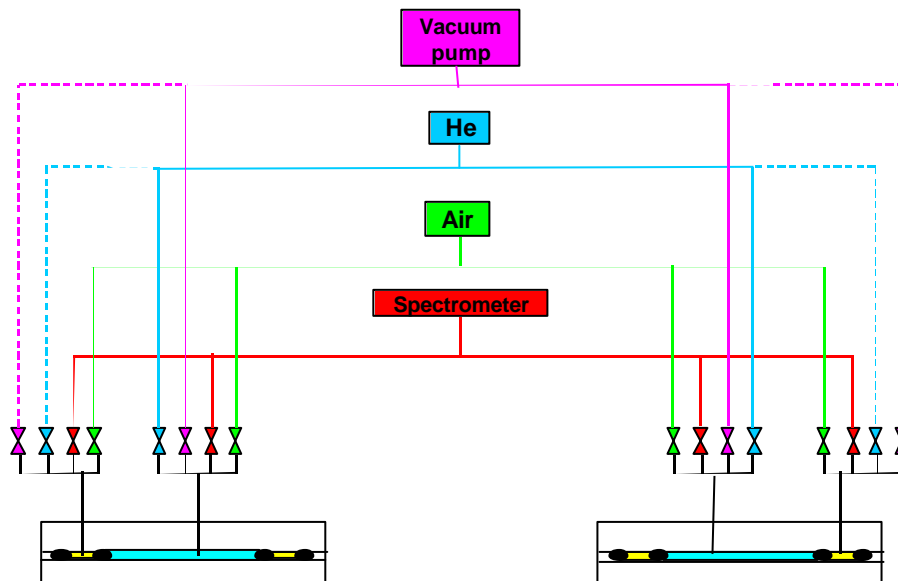 Vacuum
pump
He
Air
Spectrometer